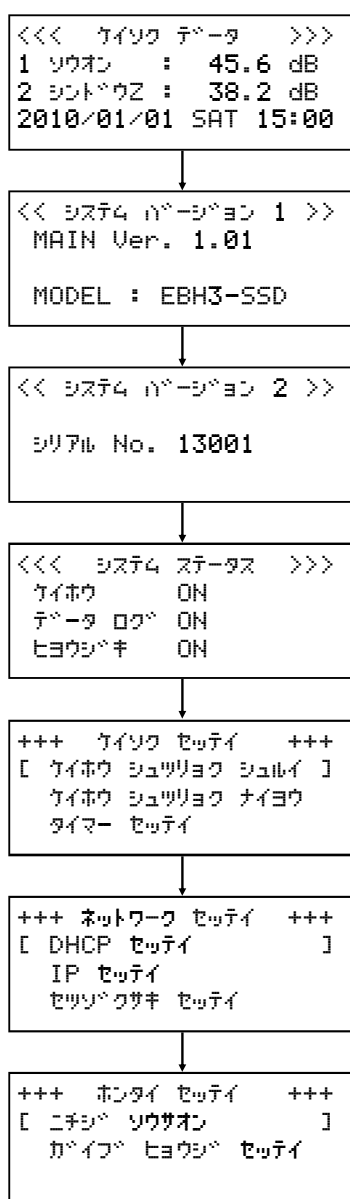 <<< ケイソク データ >>>
1 ソウオン : 45.6 dB
2 シンドウZ : 38.2 dB
2010/01/01 SAT 15:00
<< システム バージョン 1 >>
MAIN Ver. 1.01
MODEL : EBH3-SSD
<< システム バージョン 2 >>
シリアル No. 13001
<<< システム ステータス >>>
ケイホウ ON
データ ログ ON
ヒヨウジキ ON
+++ ケイソク セッテイ +++
[ ケイホウ シュツリョク シュルイ ]
ケイホウ シュツリョク ナイヨウ
タイマー セッテイ
+++ ネットワーク セッテイ +++
[ DHCP セッテイ ]
IP セッテイ
セツゾクサキ セッテイ
+++ ホンタイ セッテイ +++
[ ニチジ ソウサオン ]
ガイブ ヒヨウジ セッテイ